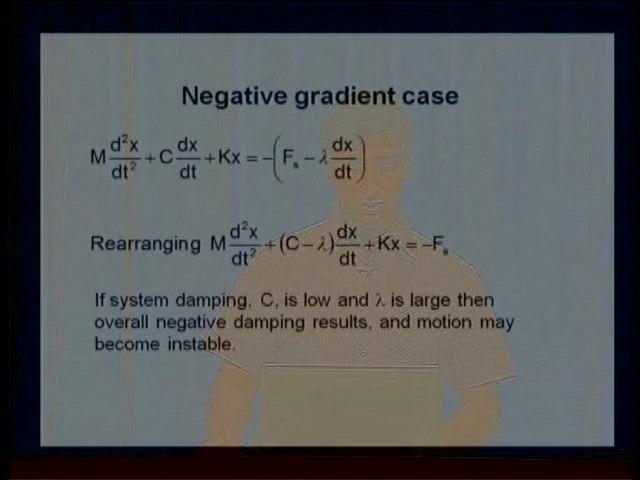 Negative gradient case
M d²x/dt² + C dx/dt + Kx = −(Fₛ − λ dx/dt)
Rearranging M d²x/dt² + (C − λ) dx/dt + Kx = −Fₛ
If system damping, C, is low and λ is large then
overall negative damping results, and motion may
become instable.